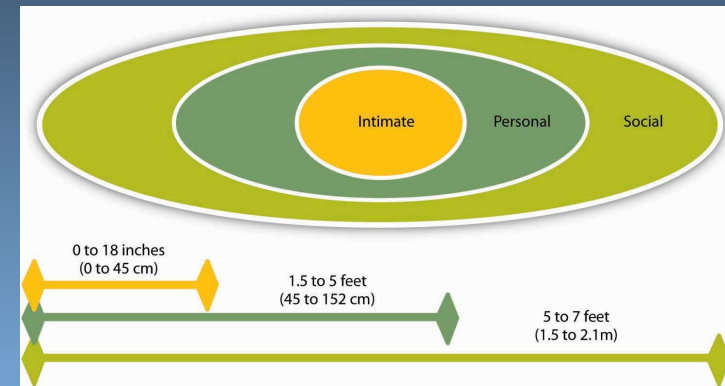 Intimate
Personal
Social
0 to 18 inches
(0 to 45 cm)
1.5 to 5 feet
(45 to 152 cm)
5 to 7 feet
(1.5 to 2.1m)